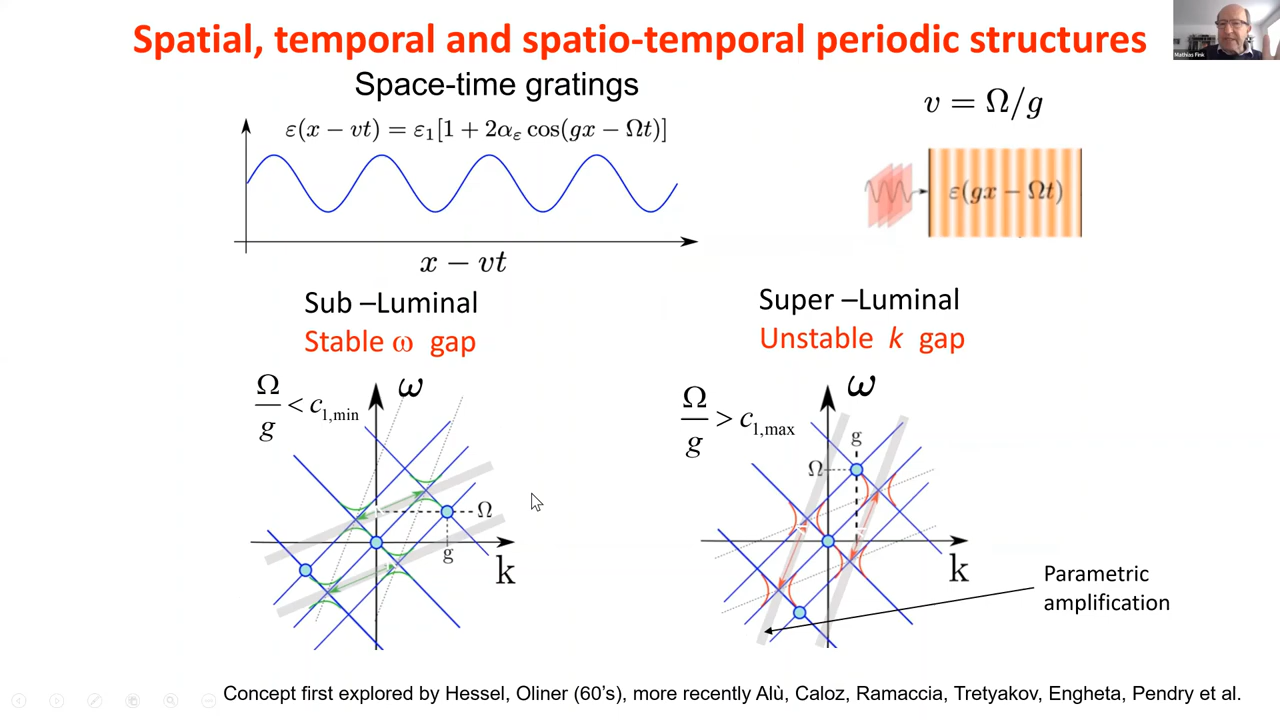 Spatial, temporal and spatio-temporal periodic structures
Mathias Fink
Space-time gratings
v = Ω/g
ε(x − vt) = ε₁[1 + 2αε cos(gx − Ωt)]
ε(gx − Ωt)
x − vt
Sub –Luminal
Stable ω gap
Super –Luminal
Unstable k gap
Ω/g < c₁,min
ω
Ω
g
k
Ω/g > c₁,max
ω
g
Ω
k
Parametric
amplification
Concept first explored by Hessel, Oliner (60's), more recently Alù, Caloz, Ramaccia, Tretyakov, Engheta, Pendry et al.